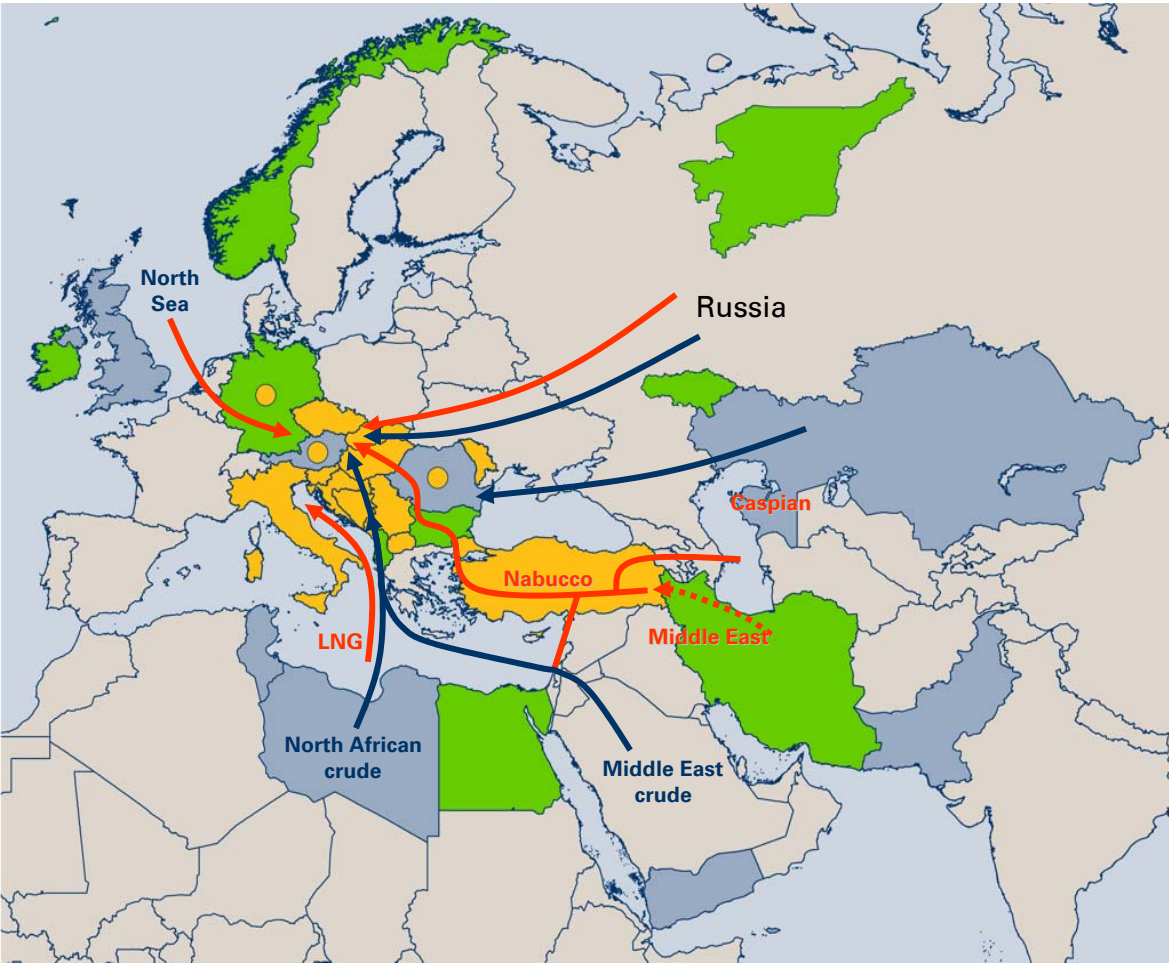 North
Sea
Russia
Caspian
Nabucco
Middle East
LNG
North African
crude
Middle East
crude